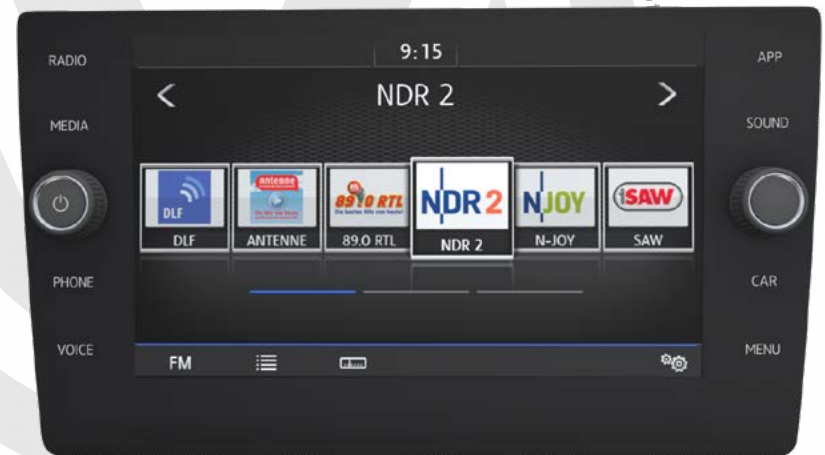 9:15
RADIO
APP
NDR 2
MEDIA
SOUND
DLF
Antenne
89.0 RTL
NDR 2
N-JOY
SAW
DLF
ANTENNE
89.0 RTL
NDR 2
N-JOY
SAW
PHONE
CAR
VOICE
MENU
FM